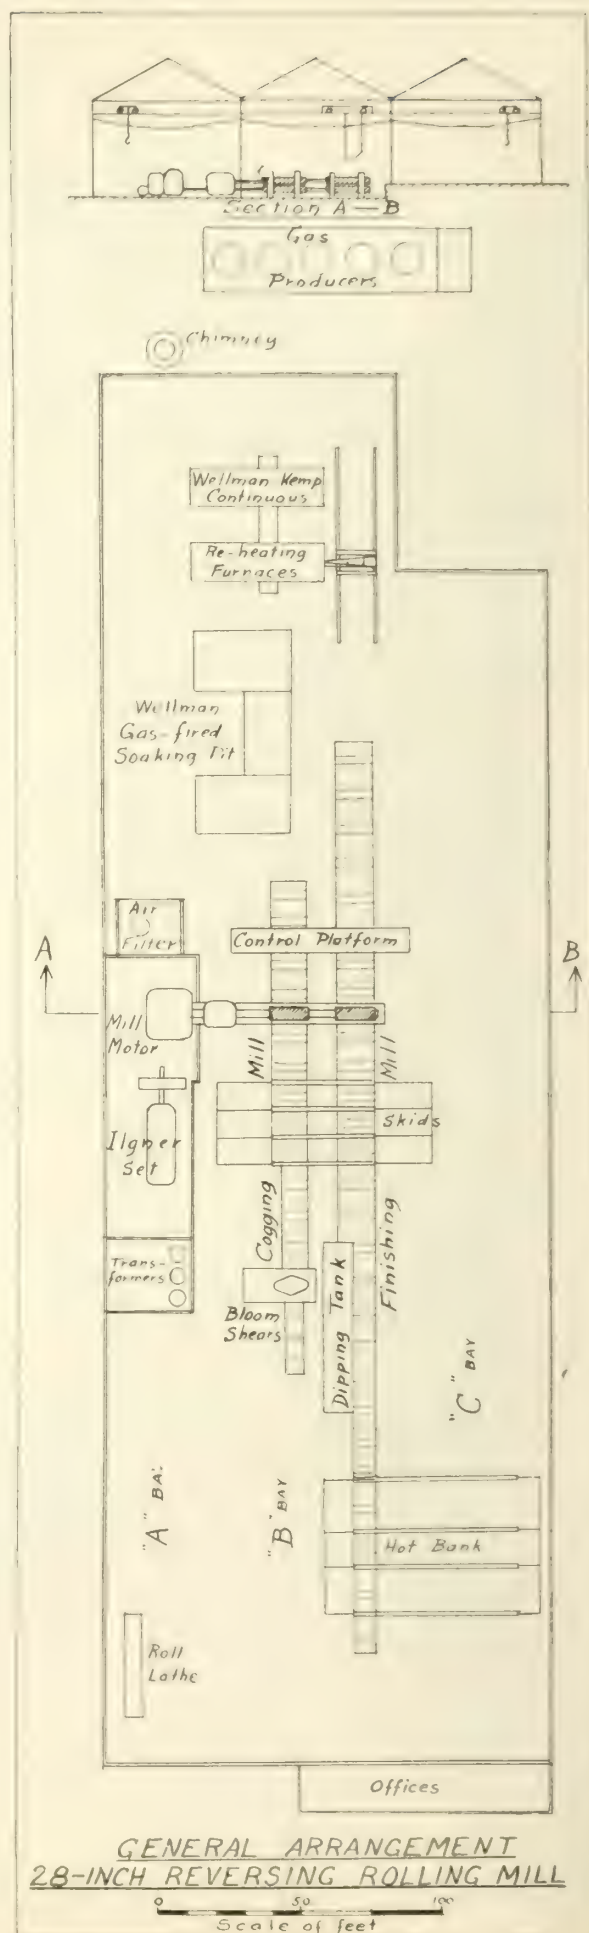 Section A—B
Gas
Producers
Chimney
Wellman Kemp
Continuous
Re-heating
Furnaces
Wellman
Gas-fired
Soaking Pit
Air
Filter
Control Platform
A
B
Mill
Motor
Mill
Mill
Skids
Ilgner
Set
Cogging
Finishing
Trans-
formers
Bloom
Shears
Dipping Tank
"A" BA
"B" BAY
"C" BAY
Hot Bank
Roll
Lathe
Offices
GENERAL ARRANGEMENT
28-INCH REVERSING ROLLING MILL
0 50 100
Scale of feet